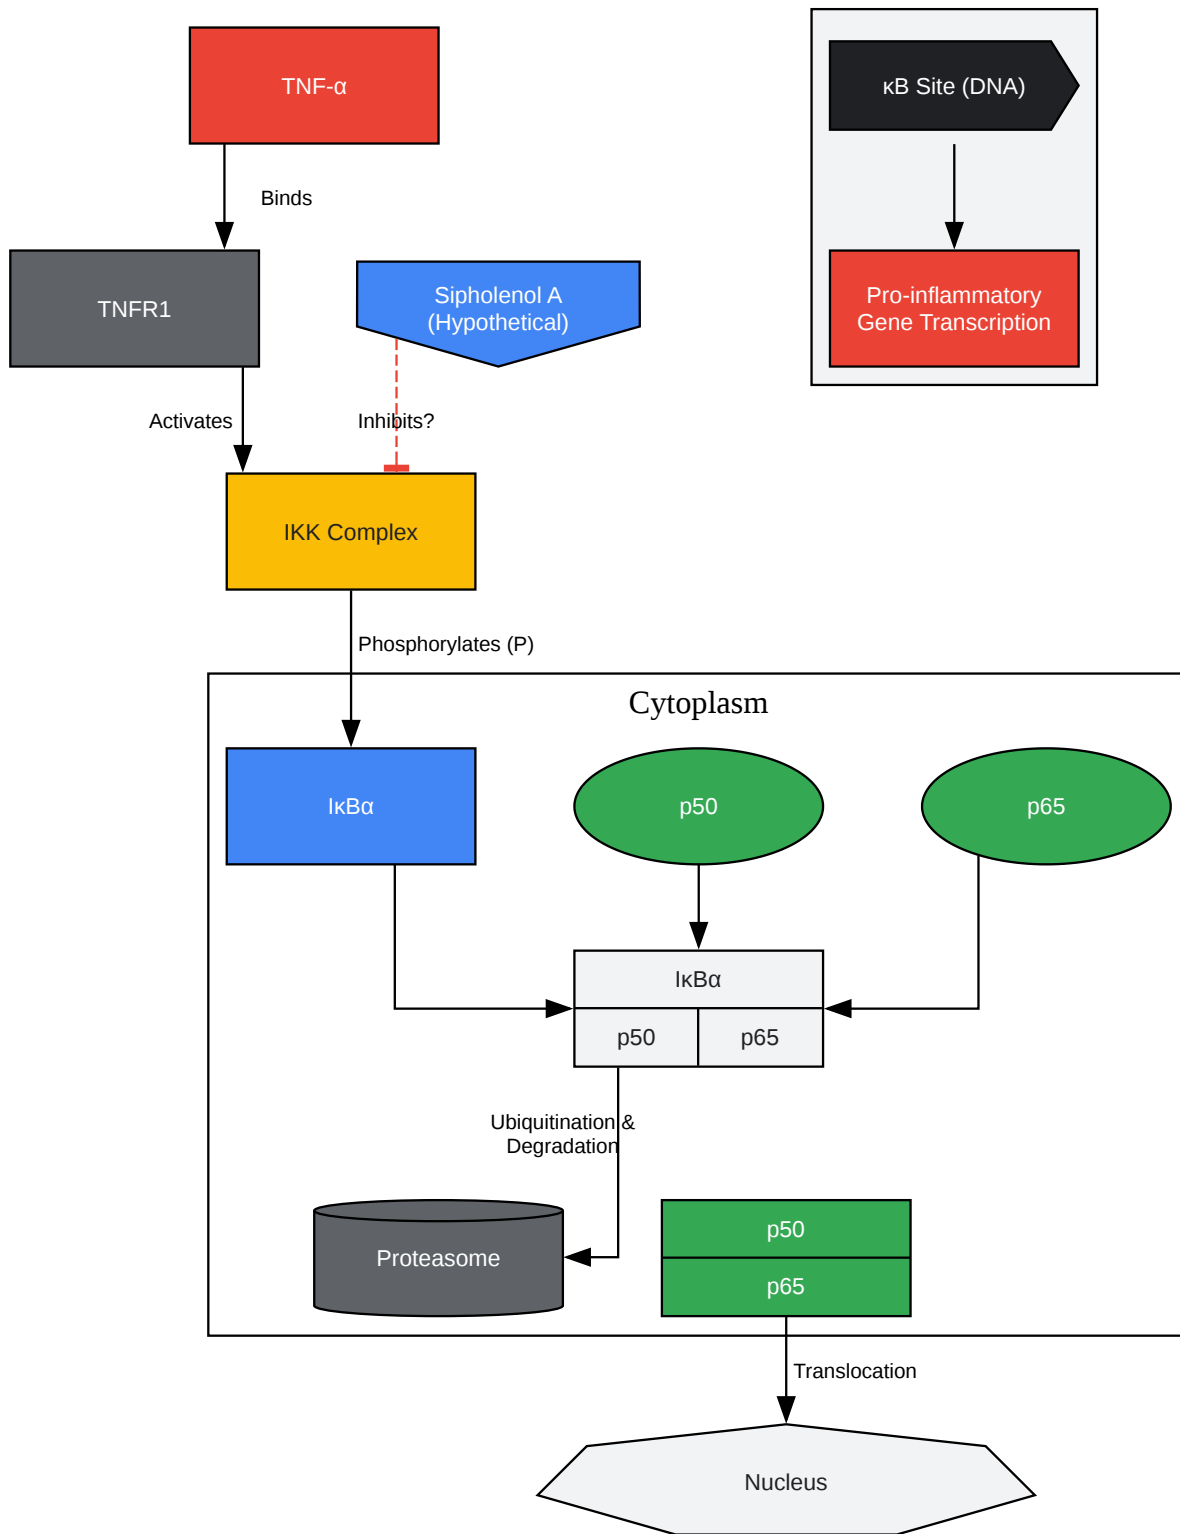 TNF-α
κB Site (DNA)
Binds
TNFR1
Sipholenol A
(Hypothetical)
Pro-inflammatory
Gene Transcription
Activates
Inhibits?
IKK Complex
Phosphorylates (P)
Cytoplasm
IκBα
p50
p65
IκBα
p50
p65
Ubiquitination &
Degradation
Proteasome
p50
p65
Translocation
Nucleus